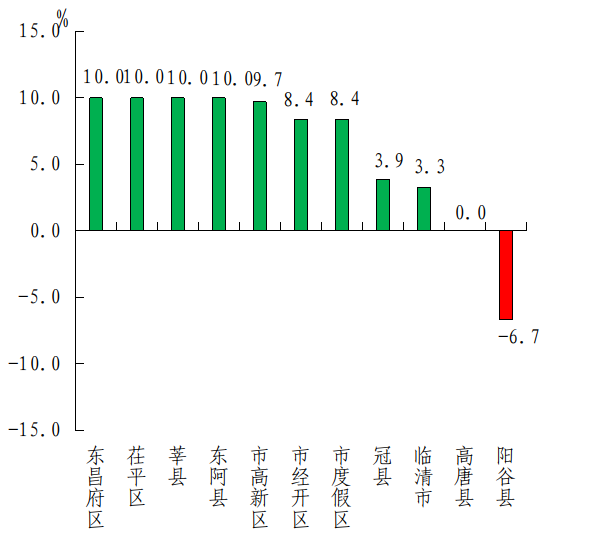 %
15.0
10.0
5.0
0.0
-5.0
-10.0
-15.0
10.0
10.0
10.0
10.0
9.7
8.4
8.4
3.9
3.3
0.0
-6.7
东昌府区
茌平区
莘县
东阿县
市高新区
市经开区
市度假区
冠县
临清市
高唐县
阳谷县